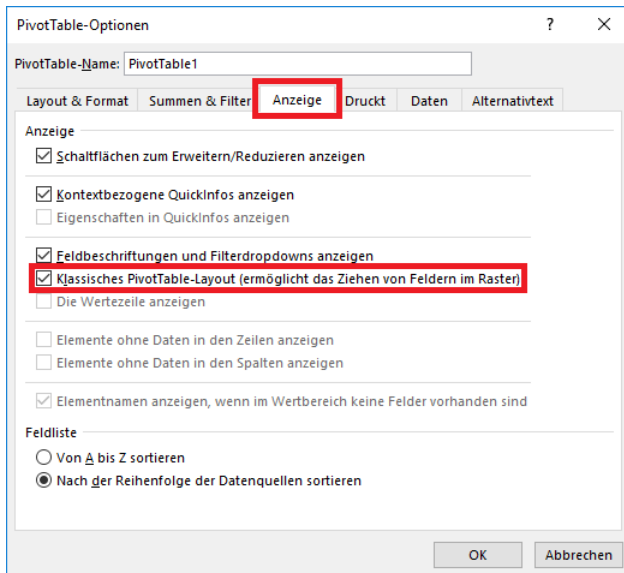 PivotTable-Optionen ?
PivotTable-Name: PivotTable1
Layout & Format Summen & Filter Anzeige Druckt Daten Alternativtext
Anzeige
Schaltflächen zum Erweitern/Reduzieren anzeigen
Kontextbezogene QuickInfos anzeigen
Eigenschaften in QuickInfos anzeigen
Feldbeschriftungen und Filterdropdowns anzeigen
Klassisches PivotTable-Layout (ermöglicht das Ziehen von Feldern im Raster)
Die Wertezeile anzeigen
Elemente ohne Daten in den Zeilen anzeigen
Elemente ohne Daten in den Spalten anzeigen
Elementnamen anzeigen, wenn im Wertbereich keine Felder vorhanden sind
Feldliste
Von A bis Z sortieren
Nach der Reihenfolge der Datenquellen sortieren
OK Abbrechen